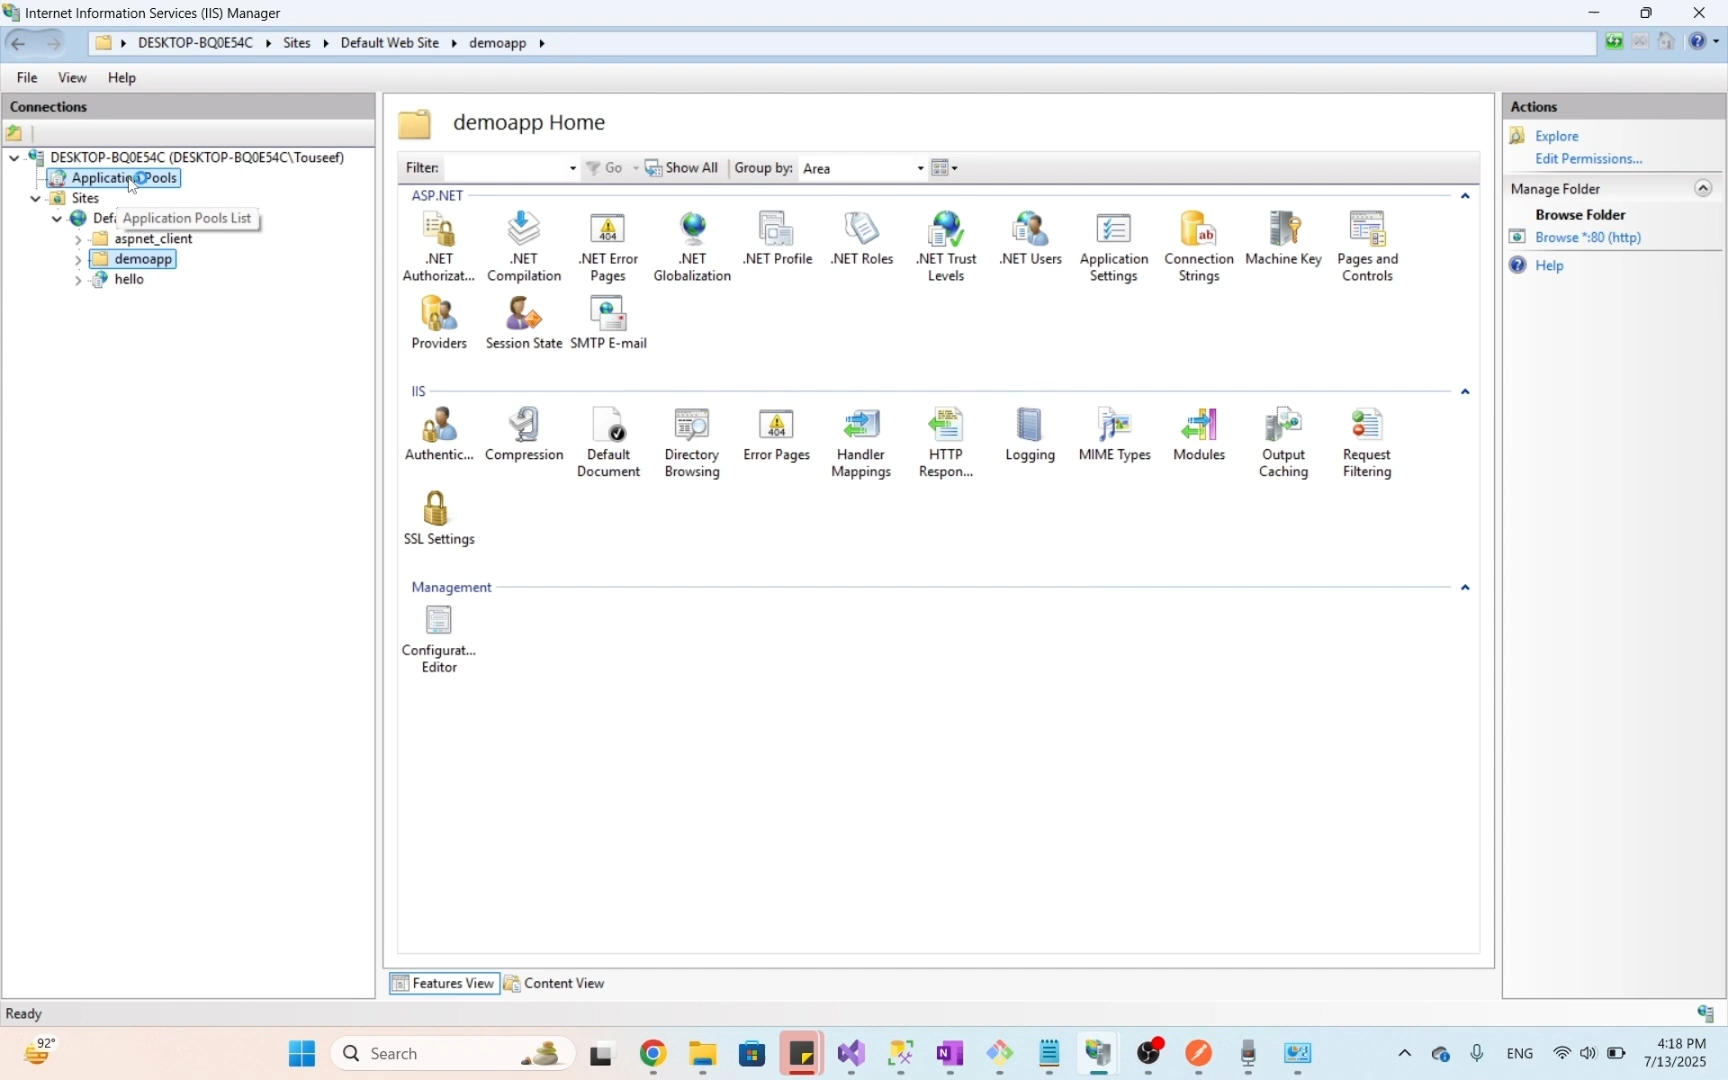 Internet Information Services (IIS) Manager
DESKTOP-BQ0E54C Sites Default Web Site demoapp
File View Help
Connections
DESKTOP-BQ0E54C (DESKTOP-BQ0E54C\Touseef)
Application Pools
Sites
Application Pools List
aspnet_client
demoapp
hello
demoapp Home
Filter: Go Show All Group by: Area
ASP.NET
.NET Authorizat...
.NET Compilation
.NET Error Pages
.NET Globalization
.NET Profile
.NET Roles
.NET Trust Levels
.NET Users
Application Settings
Connection Strings
Machine Key
Pages and Controls
Providers
Session State
SMTP E-mail
IIS
Authentic...
Compression
Default Document
Directory Browsing
Error Pages
Handler Mappings
HTTP Respon...
Logging
MIME Types
Modules
Output Caching
Request Filtering
SSL Settings
Management
Configurat... Editor
Features View Content View
Actions
Explore
Edit Permissions...
Manage Folder
Browse Folder
Browse *:80 (http)
Help
Ready
92°
Search
ENG
4:18 PM
7/13/2025